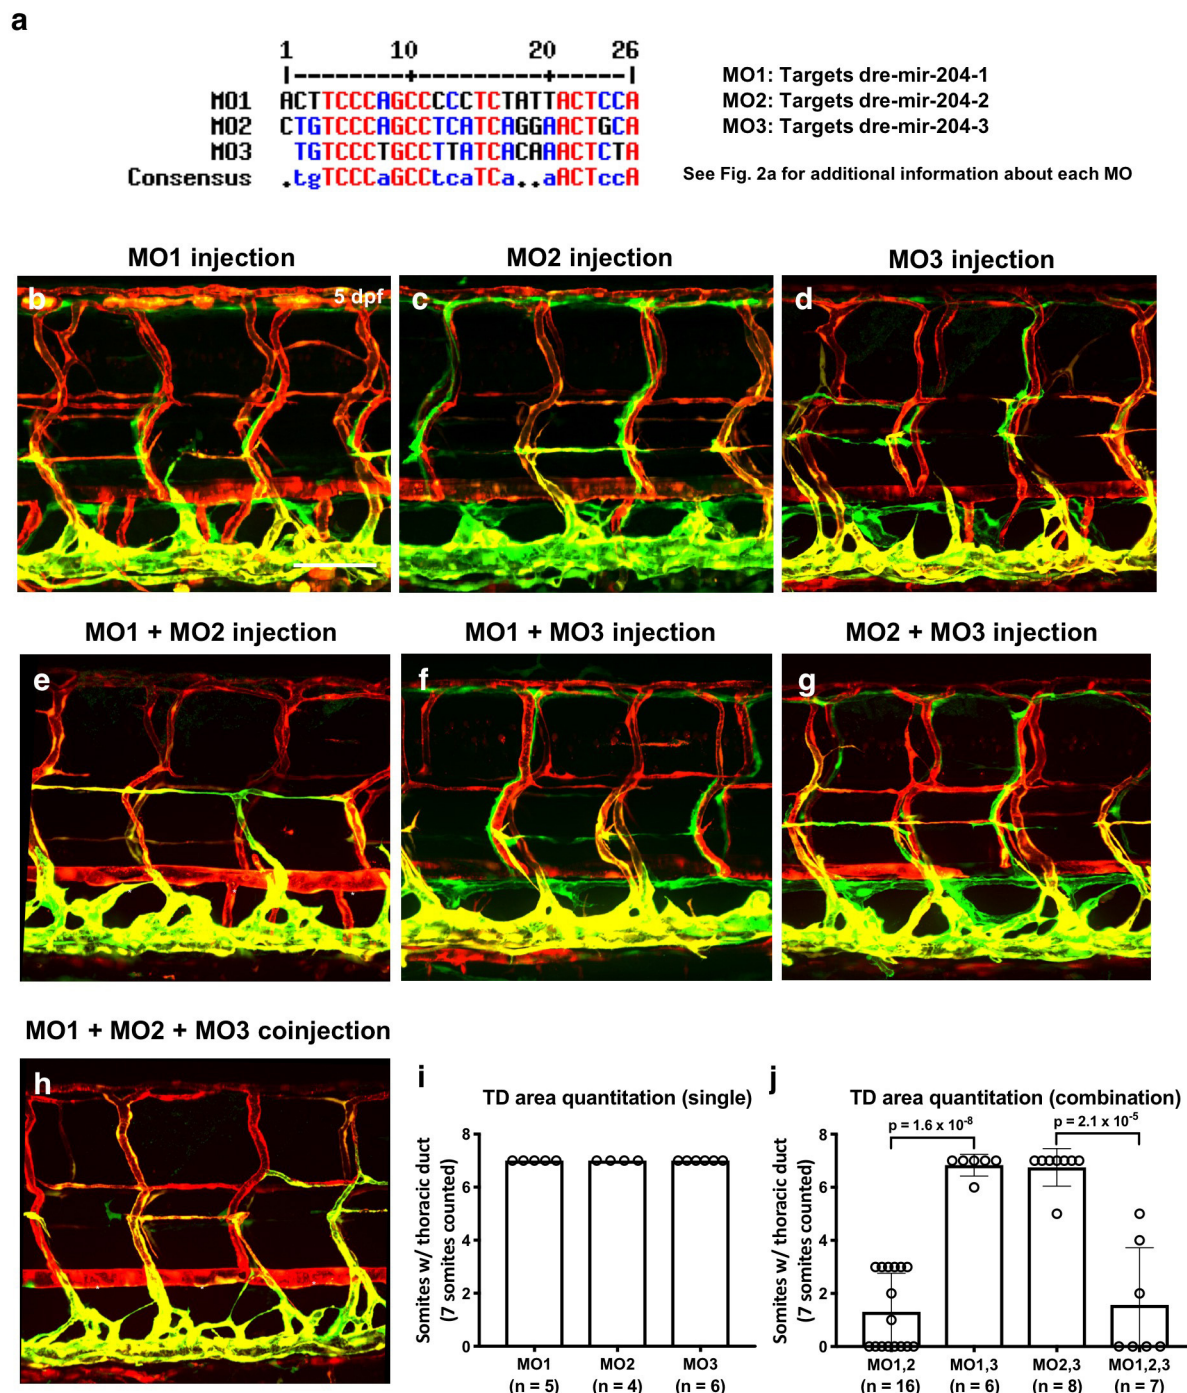 a
1 10 20 26
|--------+---------+-----|
MO1 ACTTCCCAGCCCCCTCTATTACTCCA
MO2 CTGTCCCAGCCTCATCAGGAACTGCA
MO3 TGTCCCTGCCTTATCACAAACTCTA
Consensus .tgTCCCaGCCtcaTCa..aACTccA
MO1: Targets dre-mir-204-1
MO2: Targets dre-mir-204-2
MO3: Targets dre-mir-204-3
See Fig. 2a for additional information about each MO
MO1 injection
MO2 injection
MO3 injection
b
5 dpf
c
d
MO1 + MO2 injection
MO1 + MO3 injection
MO2 + MO3 injection
e
f
g
MO1 + MO2 + MO3 coinjection
h
i
TD area quantitation (single)
Somites w/ thoracic duct
(7 somites counted)
8
6
4
2
0
MO1
(n = 5)
MO2
(n = 4)
MO3
(n = 6)
j
TD area quantitation (combination)
p = 1.6 x 10-8
p = 2.1 x 10-5
Somites w/ thoracic duct
(7 somites counted)
8
6
4
2
0
MO1,2
(n = 16)
MO1,3
(n = 6)
MO2,3
(n = 8)
MO1,2,3
(n = 7)